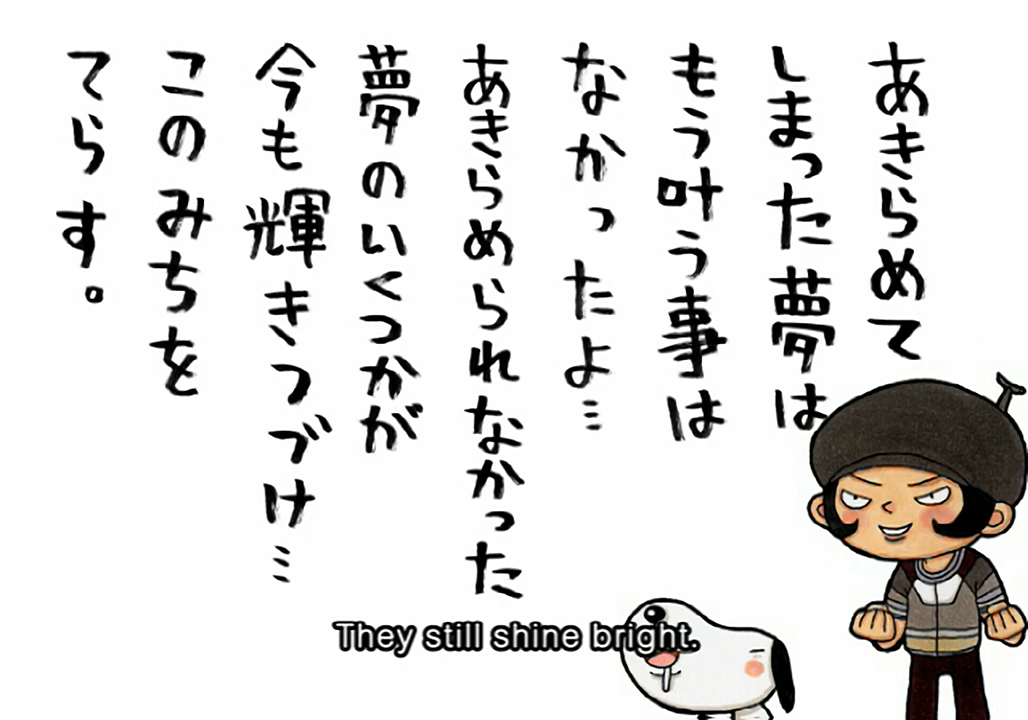 あきらめて
しまった夢は
もう叶う事は
なかったよ…
あきらめられなかった
夢のいくつかが
今も輝きつづけ…
このみちを
てらす。
They still shine bright.